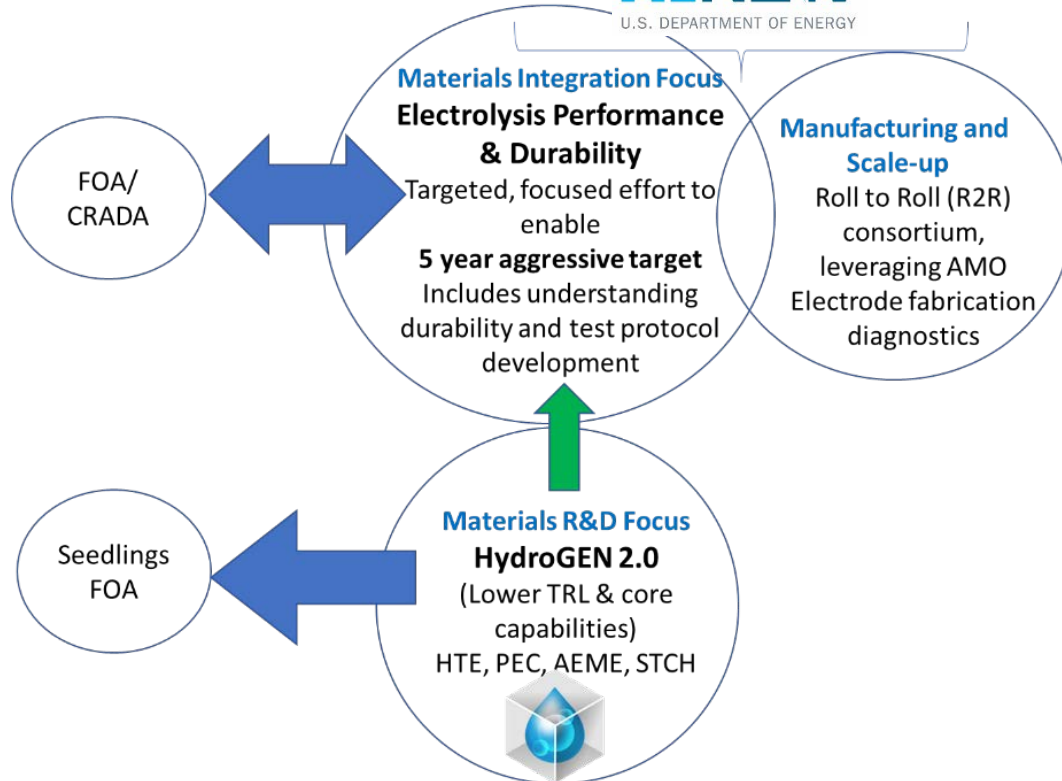 U.S. DEPARTMENT OF ENERGY
Materials Integration Focus
Electrolysis Performance
& Durability
Targeted, focused effort to
enable
5 year aggressive target
Includes understanding
durability and test protocol
development
Manufacturing and
Scale-up
Roll to Roll (R2R)
consortium,
leveraging AMO
Electrode fabrication
diagnostics
FOA/
CRADA
Materials R&D Focus
HydroGEN 2.0
(Lower TRL & core
capabilities)
HTE, PEC, AEME, STCH
Seedlings
FOA